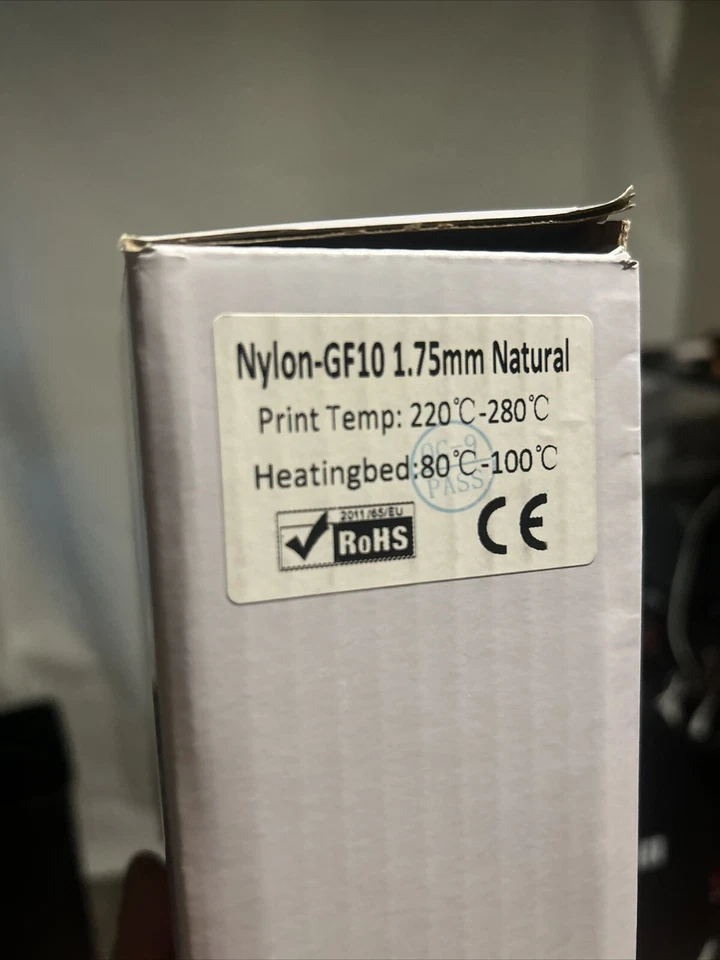 Nylon-GF10 1.75mm Natural
Print Temp: 220℃-280℃
Heatingbed:80℃-100℃
QC-9
PASS
2011/65/EU
RoHS
CE